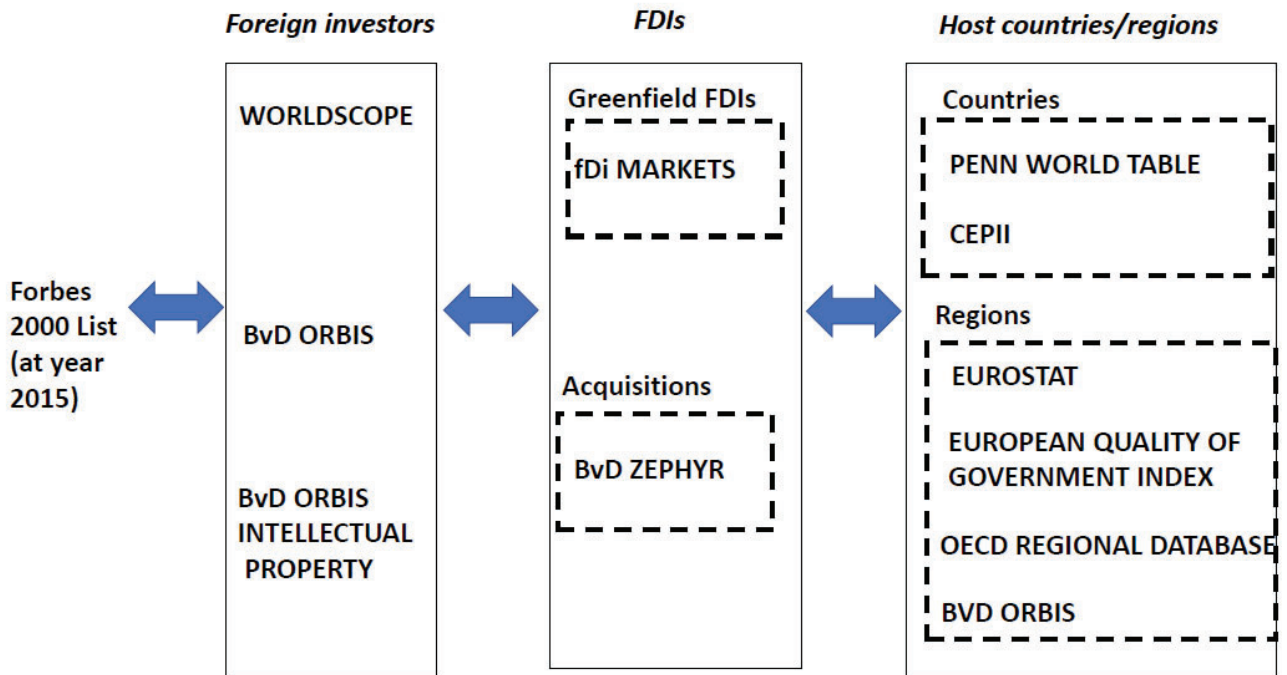 Foreign investors
FDIs
Host countries/regions
Forbes
2000 List
(at year
2015)
WORLDSCOPE
BvD ORBIS
BvD ORBIS
INTELLECTUAL
PROPERTY
Greenfield FDIs
fDi MARKETS
Acquisitions
BvD ZEPHYR
Countries
PENN WORLD TABLE
CEPII
Regions
EUROSTAT
EUROPEAN QUALITY OF
GOVERNMENT INDEX
OECD REGIONAL DATABASE
BVD ORBIS